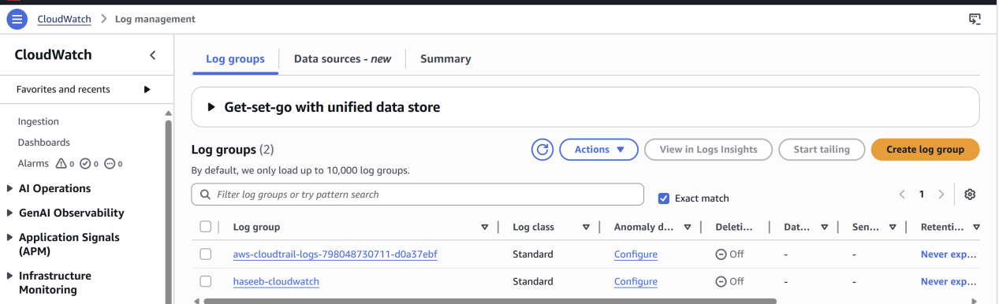 CloudWatch > Log management
CloudWatch
Favorites and recents
Ingestion
Dashboards
Alarms 0 0 0
AI Operations
GenAI Observability
Application Signals
(APM)
Infrastructure
Monitoring
Log groups Data sources - new Summary
Get-set-go with unified data store
Log groups (2)
Actions View in Logs Insights Start tailing Create log group
By default, we only load up to 10,000 log groups.
Filter log groups or try pattern search Exact match 1
Log group Log class Anomaly d... Deleti... Dat... Sen... Retenti...
aws-cloudtrail-logs-798048730711-d0a37ebf Standard Configure Off - - Never exp...
haseeb-cloudwatch Standard Configure Off - - Never exp...